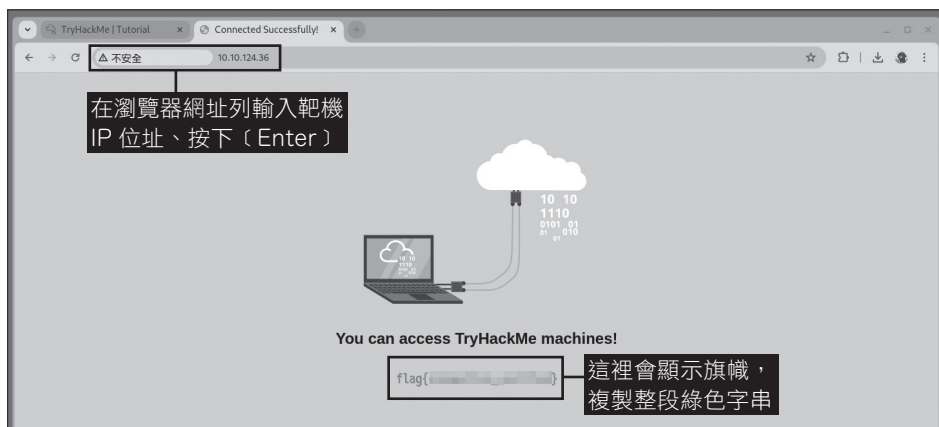 TryHackMe | Tutorial
Connected Successfully!
不安全
10.10.124.36
在瀏覽器網址列輸入靶機
IP 位址、按下〔Enter〕
10 10
1110
0101 01
01 010
01
10 10
1110
You can access TryHackMe machines!
flag{
}
這裡會顯示旗幟，
複製整段綠色字串